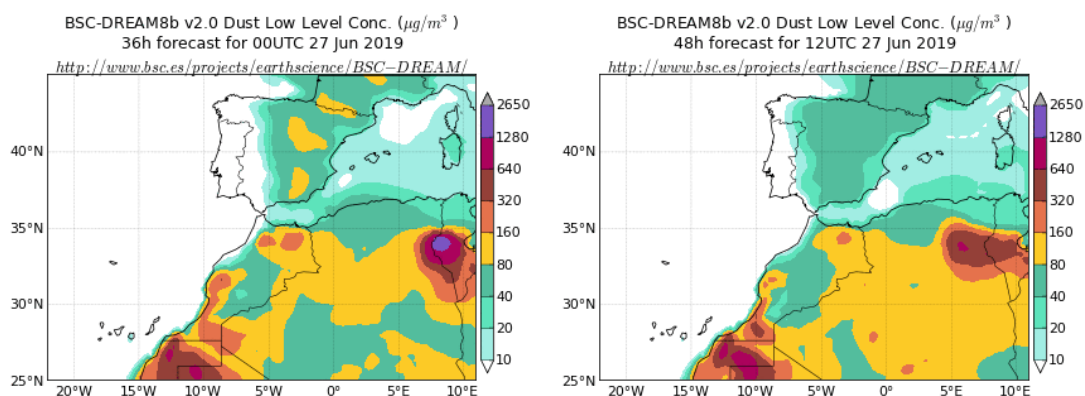 BSC-DREAM8b v2.0 Dust Low Level Conc. (μg/m³ )
36h forecast for 00UTC 27 Jun 2019
http://www.bsc.es/projects/earthscience/BSC−DREAM/
40°N
35°N
30°N
25°N
20°W
15°W
10°W
5°W
0°
5°E
10°E
2650
1280
640
320
160
80
40
20
10
BSC-DREAM8b v2.0 Dust Low Level Conc. (μg/m³ )
48h forecast for 12UTC 27 Jun 2019
http://www.bsc.es/projects/earthscience/BSC−DREAM/
40°N
35°N
30°N
25°N
20°W
15°W
10°W
5°W
0°
5°E
10°E
2650
1280
640
320
160
80
40
20
10